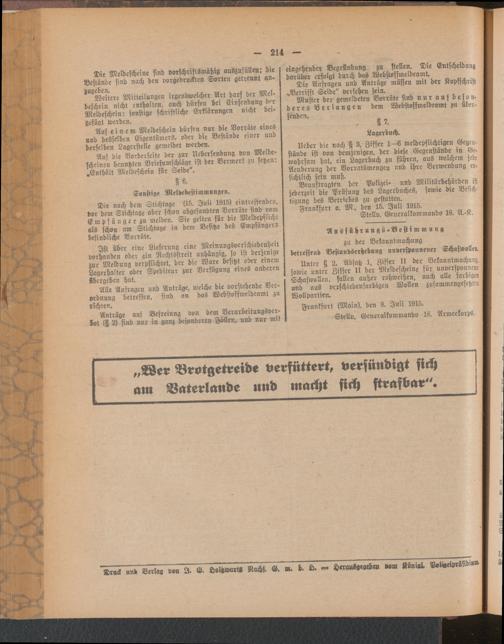 — 214 —
Die Meldescheine sind vorschriftsmäßig auszufüllen; die
Bestände sind nach den vorgedruckten Sorten getrennt an-
zugeben.
Weitere Mitteilungen irgendwelcher Art darf der Mel-
deschein nicht enthalten, auch dürfen bei Einsendung der
Meldescheine sonstige schriftliche Erklärungen nicht bei-
gefügt werden.
Auf einem Meldeschein dürfen nur die Vorräte eines
und desselben Eigentümers, oder die Bestände einer und
derselben Lagerstelle gemeldet werden.
Auf die Vorderseite der zur Uebersendung von Melde-
scheinen benutzten Briefumschläge ist der Vermerk zu setzen:
„Enthält Meldeschein für Seide“.
§ 6.
Sonstige Meldebestimmungen.
Die nach dem Stichtage (15. Juli 1915) eintreffenden,
vor dem Stichtage aber schon abgesandten Vorräte sind vom
Empfänger zu melden. Sie gelten für die Meldepflicht
als schon am Stichtage in dem Besitze des Empfängers
befindliche Vorräte.
Ist über eine Lieferung eine Meinungsverschiedenheit
vorhanden oder ein Rechtsstreit anhängig, so ist derjenige
zur Meldung verpflichtet, der die Ware besitzt oder einem
Lagerhalter oder Spediteur zur Verfügung eines anderen
übergeben hat.
Alle Anfragen und Anträge, welche die vorstehende Ver-
ordnung betreffen, sind an das Webstoffmeldeamt zu
richten.
Anträge auf Befreiung von dem Verarbeitungsver-
bot (§ 2) sind nur in ganz besonderen Fällen, und nur mit
eingehender Begründung zu stellen. Die Entscheidung
darüber erfolgt durch das Webstoffmeldeamt.
Die Anfragen und Anträge müssen mit der Kopfschrift
„Betrifft Seide“ versehen sein.
Muster der gemeldeten Vorräte sind nur auf beson-
deres Verlangen dem Webstoffmeldeamt zu über-
senden.
§ 7.
Lagerbuch.
Ueber die nach § 3, Ziffer 1—6 meldepflichtigen Gegen-
stände ist von demjenigen, der diese Gegenstände in Ge-
wahrsam hat, ein Lagerbuch zu führen, aus welchem jede
Aenderung der Vorratsmengen und ihre Verwendung er-
sichtlich sein muß.
Beauftragten der Polizei- und Militärbehörden ist
jederzeit die Prüfung des Lagerbuches, sowie die Besich-
tigung des Betriebs zu gestatten.
Frankfurt a. M., den 15. Juli 1915.
Stellv. Generalkommando 18. A.-K.
Ausführungs-Bestimmung
zu der Bekanntmachung
betreffend Bestandserhebung unversponnener Schafwollen.
Unter § 2, Absatz 1, Ziffer II der Bekanntmachung
sowie unter Ziffer II der Meldescheine für unversponnene
Schafwollen, fallen außer rohweißen, auch alle farbigen
und aus verschiedenfarbigen Wollen zusammengesetzten
Wollpartien.
Frankfurt (Main), den 8. Juli 1915.
Stellv. Generalkommando 18. Armeekorps.
„Wer Brotgetreide verfüttert, versündigt sich
am Vaterlande und macht sich strafbar“.
Druck und Verlag von J. G. Holzwarts Nachf. G. m. b. H. — Herausgegeben vom Königl. Polizeipräsidium